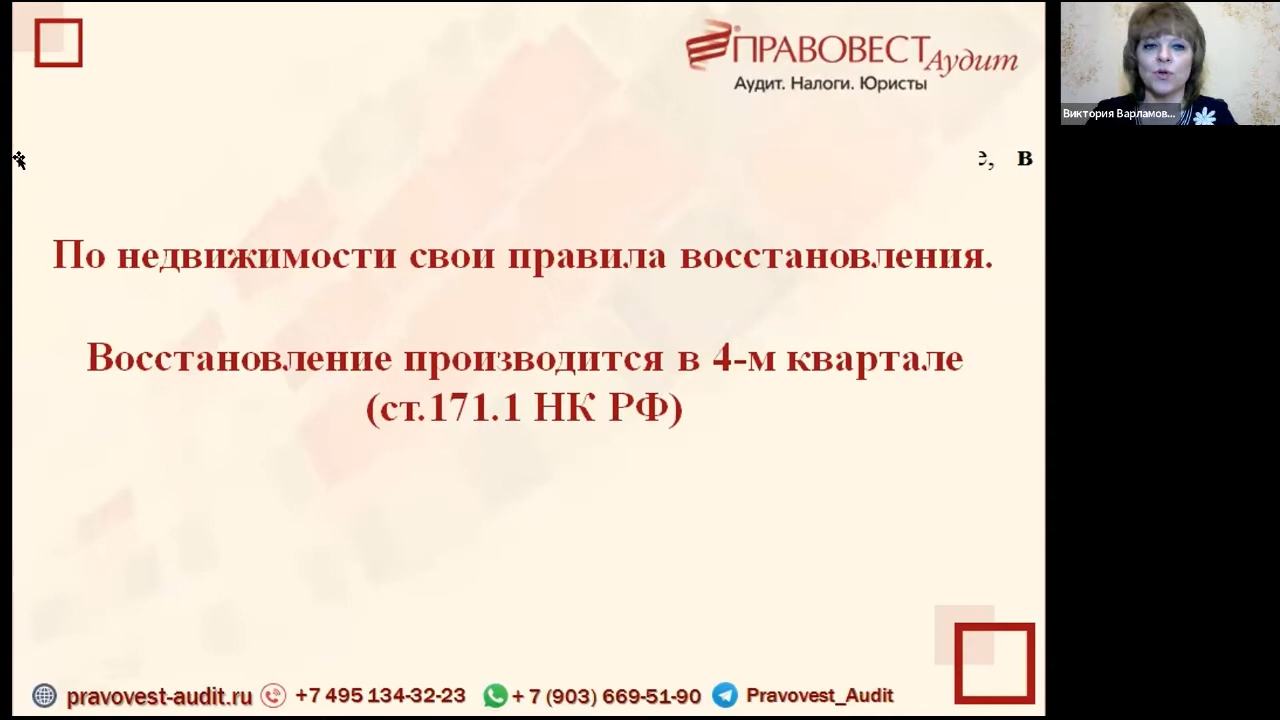 ПРАВОВЕСТ Аудит
Аудит. Налоги. Юристы
Виктория Варламов...
е, в
По недвижимости свои правила восстановления.
Восстановление производится в 4-м квартале
(ст.171.1 НК РФ)
pravovest-audit.ru +7 495 134-32-23 + 7 (903) 669-51-90 Pravovest_Audit